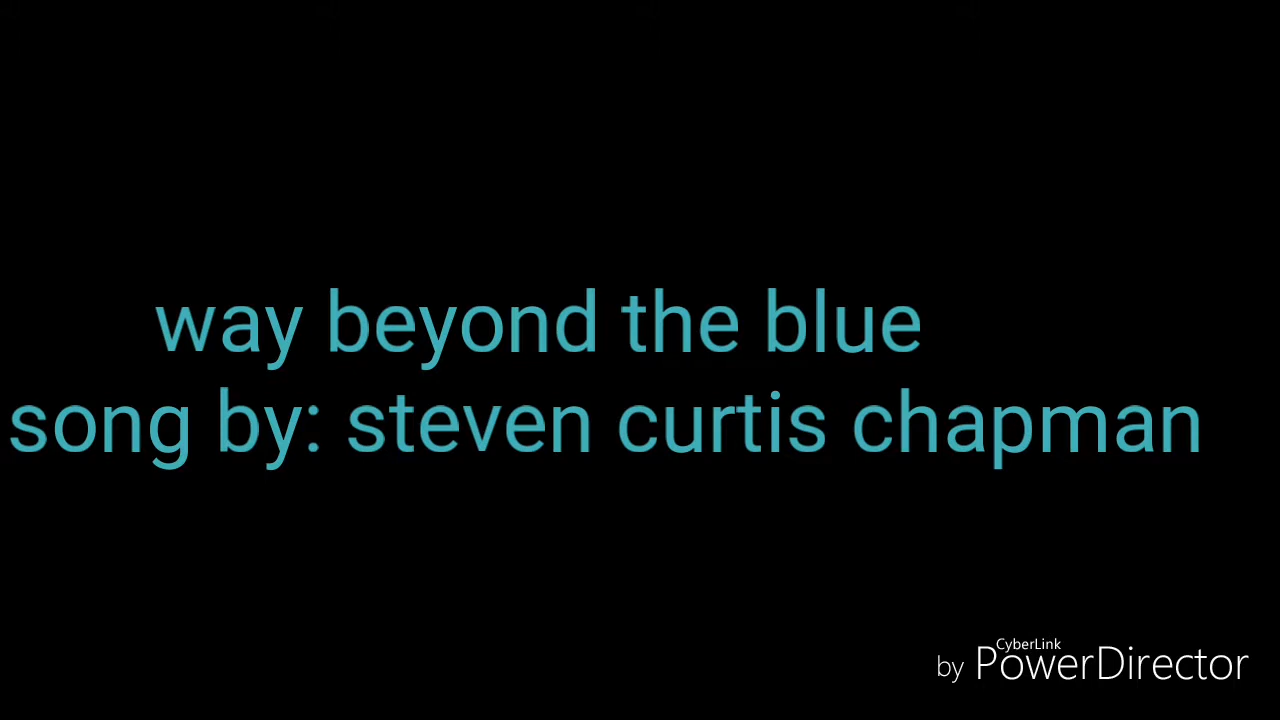 way beyond the blue
song by: steven curtis chapman
CyberLink
by PowerDirector